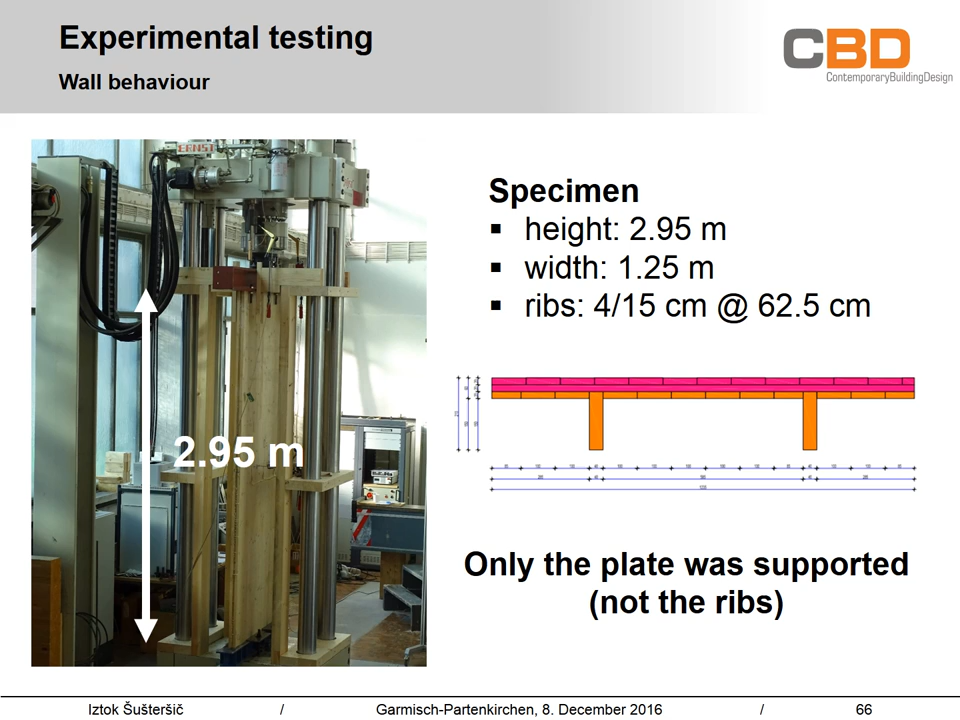 Experimental testing
Wall behaviour
CBD
ContemporaryBuildingDesign
ERNST
2.95 m
Specimen
▪ height: 2.95 m
▪ width: 1.25 m
▪ ribs: 4/15 cm @ 62.5 cm
Only the plate was supported
(not the ribs)
Iztok Šušteršič / Garmisch-Partenkirchen, 8. December 2016 / 66